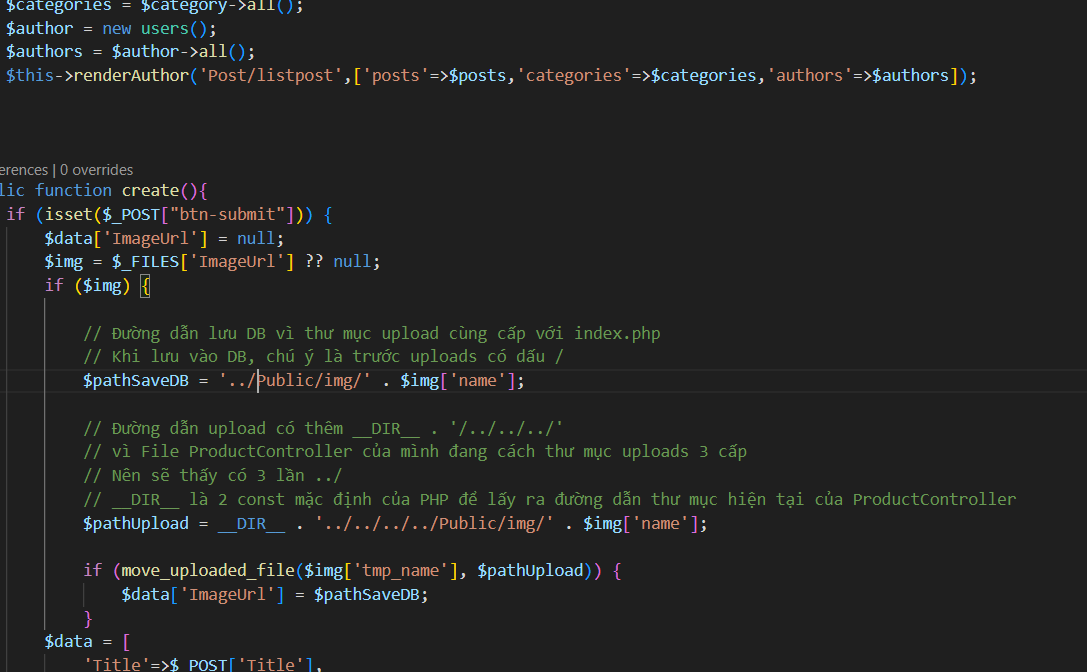 $categories = $category->all();
$author = new users();
$authors = $author->all();
$this->renderAuthor('Post/listpost',['posts'=>$posts,'categories'=>$categories,'authors'=>$authors]);
erences | 0 overrides
lic function create(){
if (isset($_POST["btn-submit"])) {
$data['ImageUrl'] = null;
$img = $_FILES['ImageUrl'] ?? null;
if ($img) {
// Đường dẫn lưu DB vì thư mục upload cùng cấp với index.php
// Khi lưu vào DB, chú ý là trước uploads có dấu /
$pathSaveDB = '../Public/img/' . $img['name'];
// Đường dẫn upload có thêm __DIR__ . '/../../../'
// vì File ProductController của mình đang cách thư mục uploads 3 cấp
// Nên sẽ thấy có 3 lần ../
// __DIR__ là 2 const mặc định của PHP để lấy ra đường dẫn thư mục hiện tại của ProductController
$pathUpload = __DIR__ . '../../../../Public/img/' . $img['name'];
if (move_uploaded_file($img['tmp_name'], $pathUpload)) {
$data['ImageUrl'] = $pathSaveDB;
}
$data = [
'Title'=>$_POST['Title'],